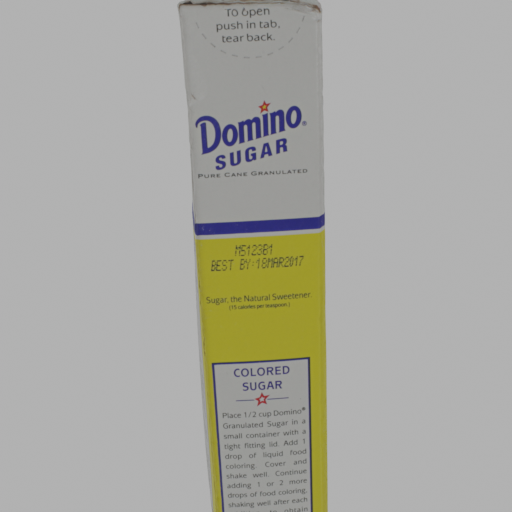 To open
push in tab,
tear back.
Domino®
SUGAR
PURE CANE GRANULATED
M5123B1
BEST BY 18MAR2017
Sugar, the Natural Sweetener.
(15 calories per teaspoon.)
COLORED
SUGAR
Place 1/2 cup Domino®
Granulated Sugar in a
small container with a
tight fitting lid. Add 1
drop of liquid food
coloring. Cover and
shake well. Continue
adding 1 or 2 more
drops of food coloring,
shaking well after each
obtain